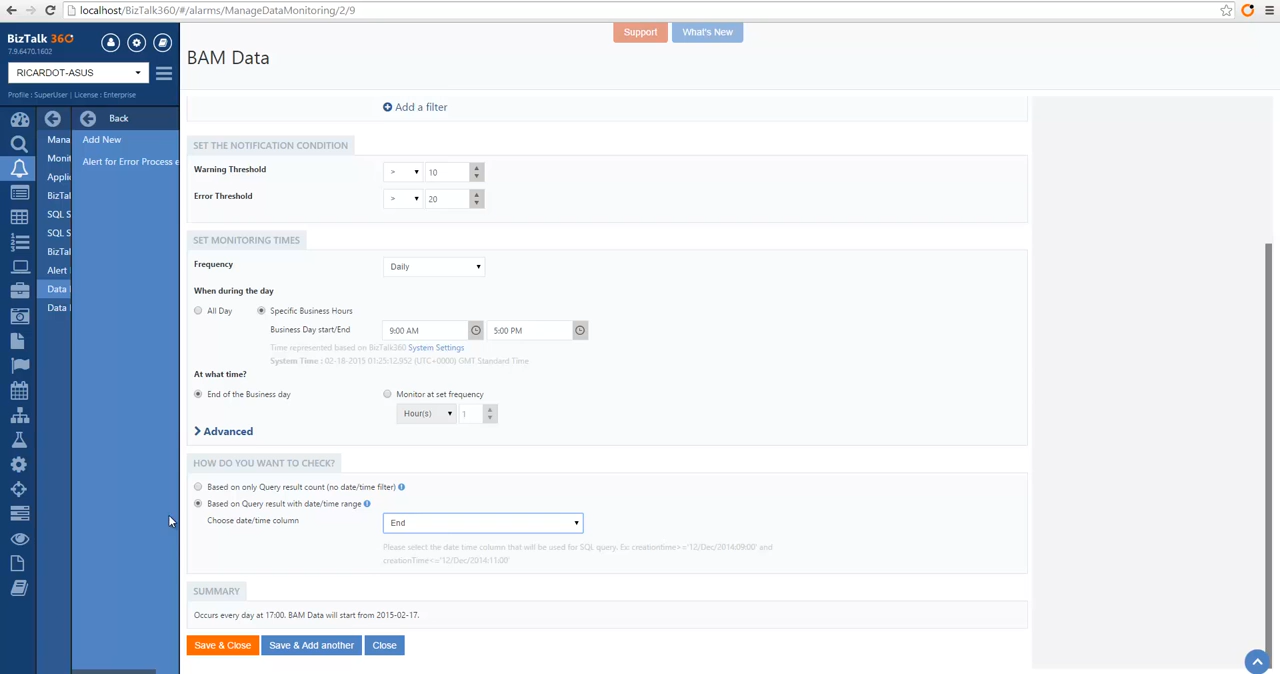 localhost/BizTalk360/#/alarms/ManageDataMonitoring/2/9
BizTalk 360
7.9.6470.1602
RICARDOT-ASUS
Profile : SuperUser | License : Enterprise
Support
What's New
BAM Data
Back
Add New
Alert for Error Process e
Mana
Monit
Applic
BizTal
SQL S
SQL S
BizTal
Alert
Data
Data
Add a filter
SET THE NOTIFICATION CONDITION
Warning Threshold
>
10
Error Threshold
>
20
SET MONITORING TIMES
Frequency
Daily
When during the day
All Day
Specific Business Hours
Business Day start/End
9:00 AM
5:00 PM
Time represented based on BizTalk360 System Settings
System Time : 02-18-2015 01:25:12,952 (UTC+0000) GMT Standard Time
At what time?
End of the Business day
Monitor at set frequency
Hour(s)
1
Advanced
HOW DO YOU WANT TO CHECK?
Based on only Query result count (no date/time filter)
Based on Query result with date/time range
Choose date/time column
End
Please select the date time column that will be used for SQL query. Ex: creationtime>='12/Dec/2014:09:00' and
creationTime<='12/Dec/2014:11:00'
SUMMARY
Occurs every day at 17:00. BAM Data will start from 2015-02-17.
Save & Close
Save & Add another
Close